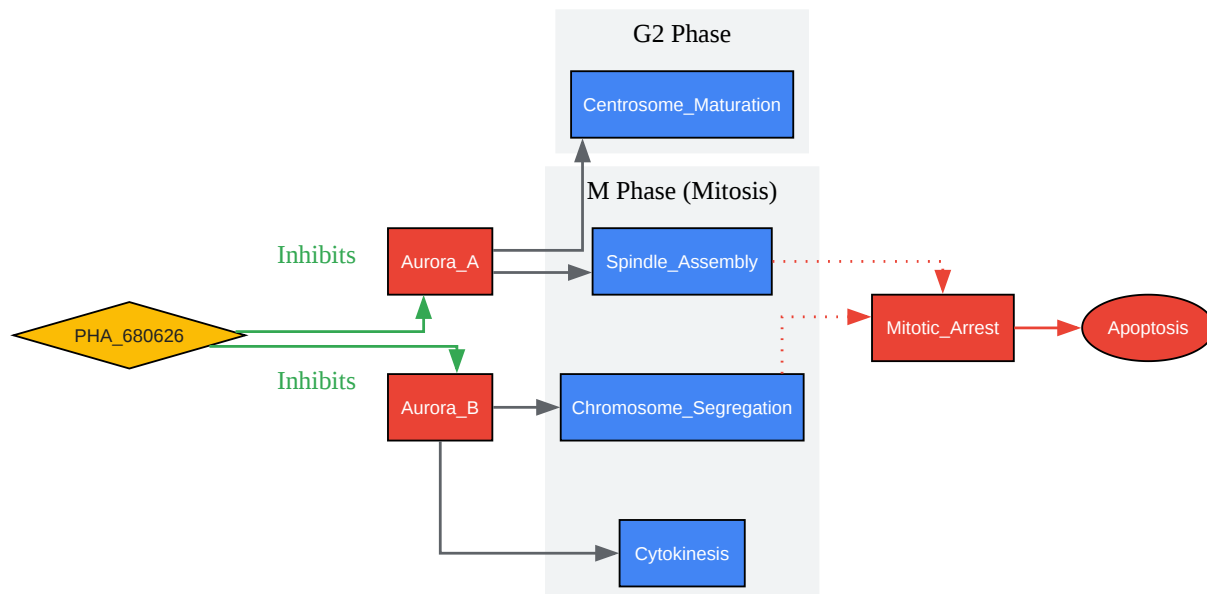 G2 Phase
Centrosome_Maturation
M Phase (Mitosis)
Inhibits
Aurora_A
Spindle_Assembly
PHA_680626
Mitotic_Arrest
Apoptosis
Inhibits
Aurora_B
Chromosome_Segregation
Cytokinesis